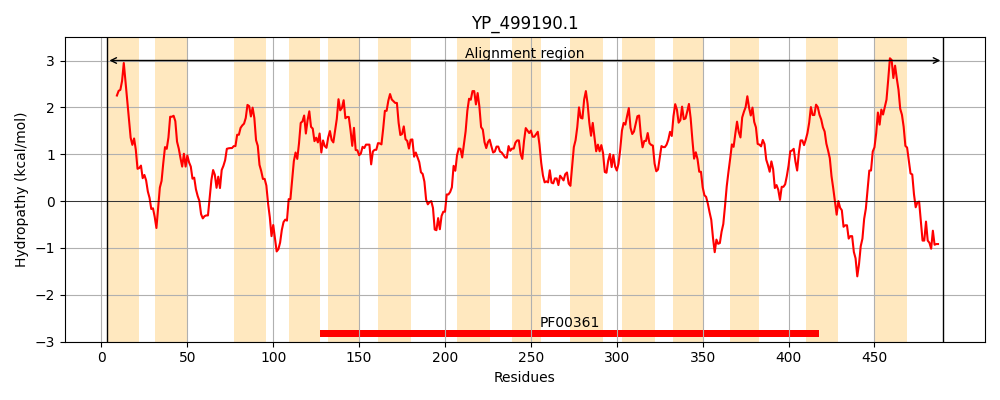 YP_499190.1
Alignment region
PF00361
Hydropathy (kcal/mol)
3
2
1
0
−1
−2
−3
0 50 100 150 200 250 300 350 400 450
Residues